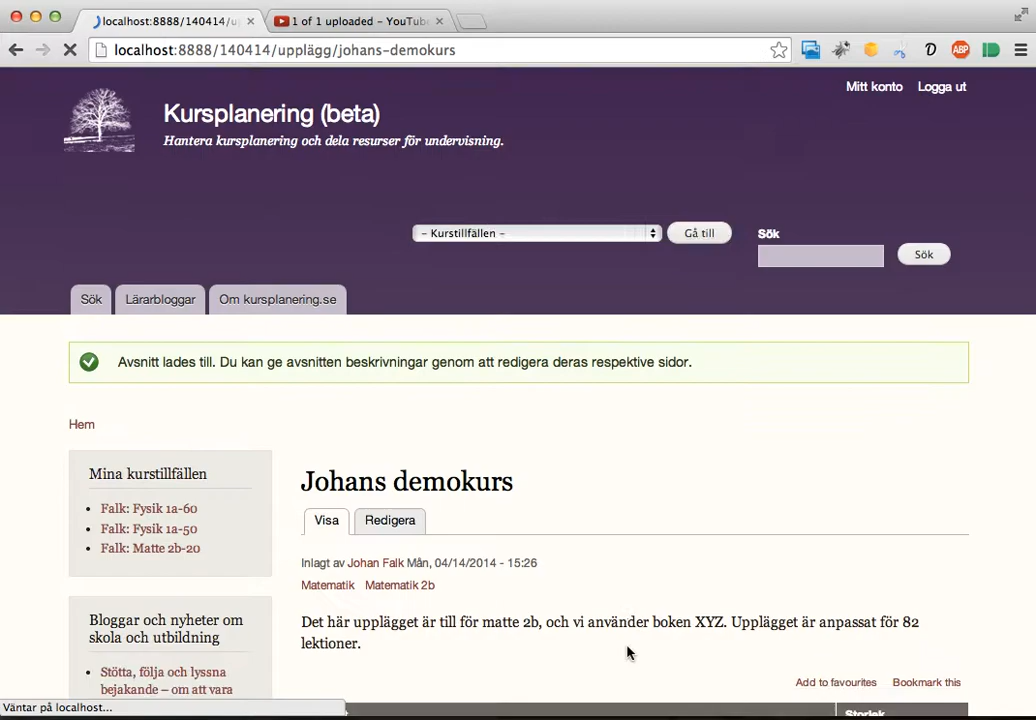 localhost:8888/140414/u
1 of 1 uploaded – YouTube
localhost:8888/140414/upplägg/johans-demokurs
ABP
Mitt konto Logga ut
Kursplanering (beta)
Hantera kursplanering och dela resurser för undervisning.
– Kurstillfällen –
Gå till
Sök
Sök
Sök
Lärarbloggar
Om kursplanering.se
Avsnitt lades till. Du kan ge avsnitten beskrivningar genom att redigera deras respektive sidor.
Hem
Mina kurstillfällen
Falk: Fysik 1a-60
Falk: Fysik 1a-50
Falk: Matte 2b-20
Bloggar och nyheter om
skola och utbildning
Stötta, följa och lyssna
bejakande – om att vara
Johans demokurs
Visa
Redigera
Inlagt av Johan Falk Mån, 04/14/2014 - 15:26
Matematik Matematik 2b
Det här upplägget är till för matte 2b, och vi använder boken XYZ. Upplägget är anpassat för 82
lektioner.
Add to favourites Bookmark this
Storlek
Väntar på localhost...